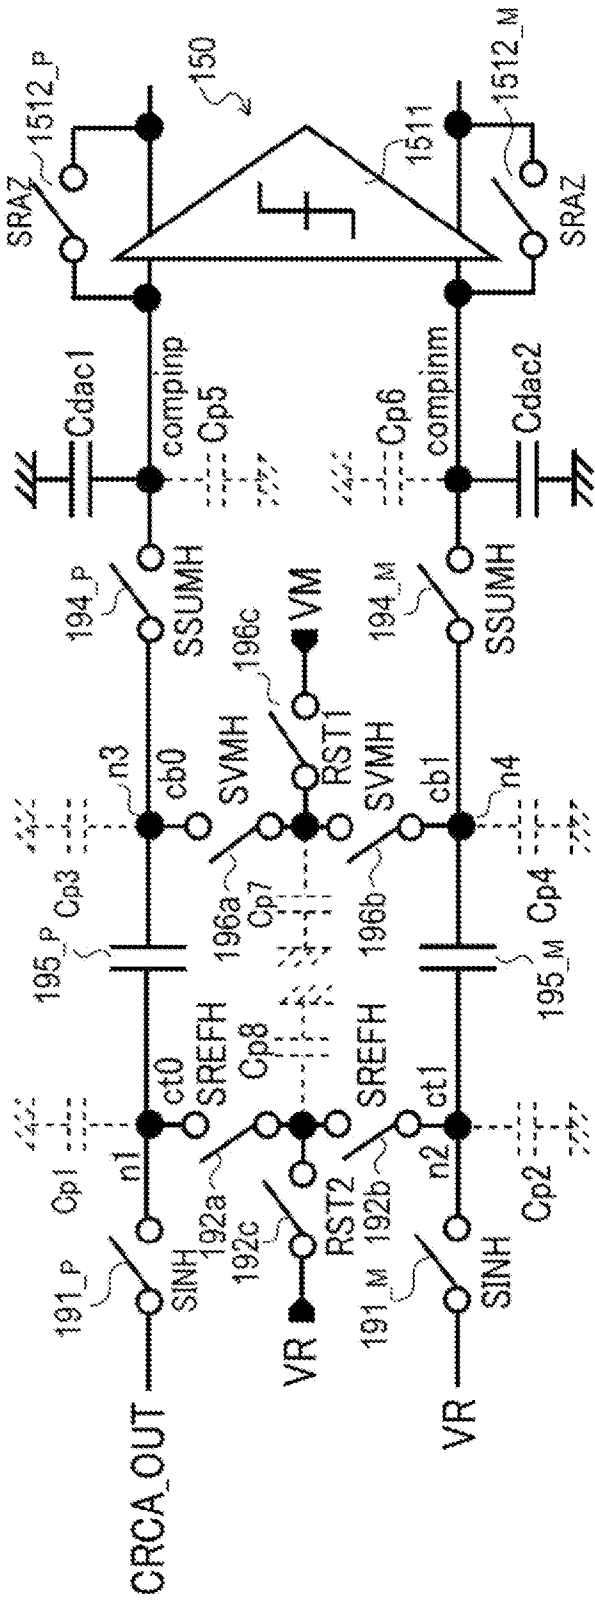 CRCA_OUT
191_P
SINH
n1
ct0
Cp1
195_P
Cp3
n3
cb0
194_P
SSUMH
Cdac1
compinp
Cp5
SRAZ
1512_P
150
192a
SREFH
192c
VR
RST2
Cp8
196a
SVMH
Cp7
196c
VM
RST1
192b
SREFH
196b
SVMH
1511
VR
191_M
SINH
n2
ct1
Cp2
195_M
Cp4
n4
cb1
194_M
SSUMH
Cp6
compinm
Cdac2
SRAZ
1512_M